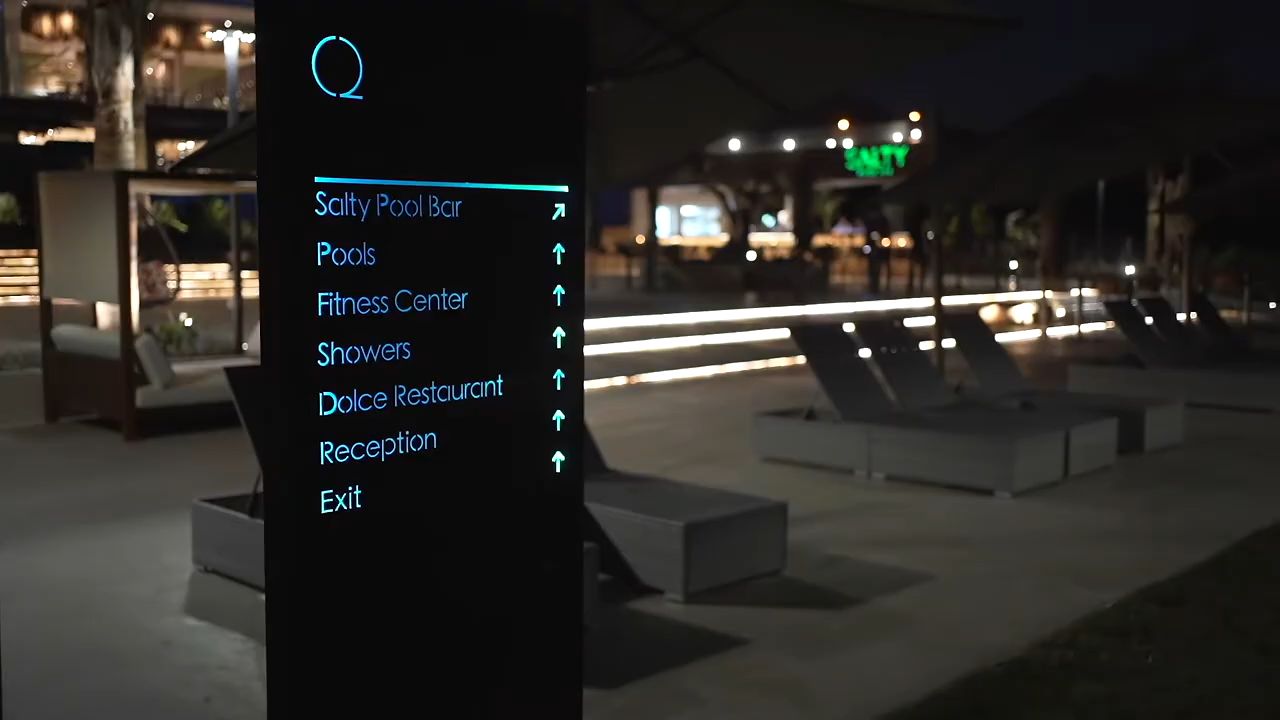 Q
Salty Pool Bar ↗
Pools ↑
Fitness Center ↑
Showers ↑
Dolce Restaurant ↑
Reception ↑
Exit ↑
SALTY